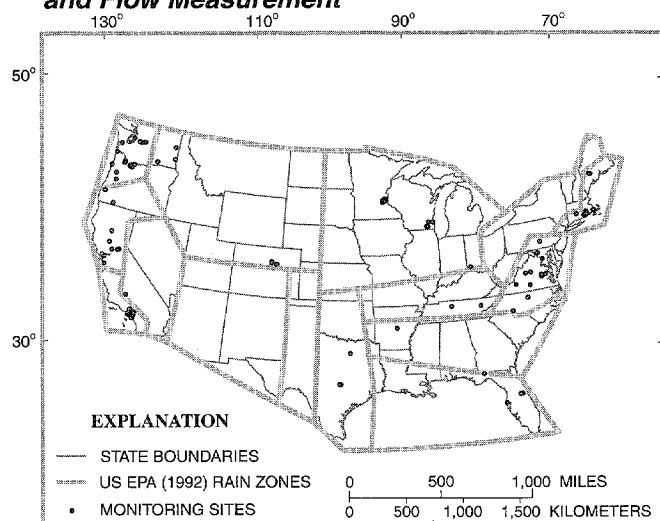 and Flow Measurement
130° 110° 90° 70°
50°
30°
EXPLANATION
STATE BOUNDARIES
US EPA (1992) RAIN ZONES
MONITORING SITES
0 500 1,000 MILES
0 500 1,000 1,500 KILOMETERS